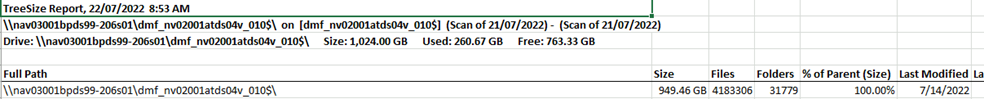 TreeSize Report, 22/07/2022  8:53 AM
\\nav03001bpds99-206s01\dmf_nv02001atds04v_010$\ on [dmf_nv02001atds04v_010$] (Scan of 21/07/2022) - (Scan of 21/07/2022)
Drive: \\nav03001bpds99-206s01\dmf_nv02001atds04v_010$\ Size: 1,024.00 GB Used: 260.67 GB Free: 763.33 GB
Full Path Size Files Folders % of Parent (Size) Last Modified La
\\nav03001bpds99-206s01\dmf_nv02001atds04v_010$\ 949.46 GB 4183306 31779 100.00% 7/14/2022